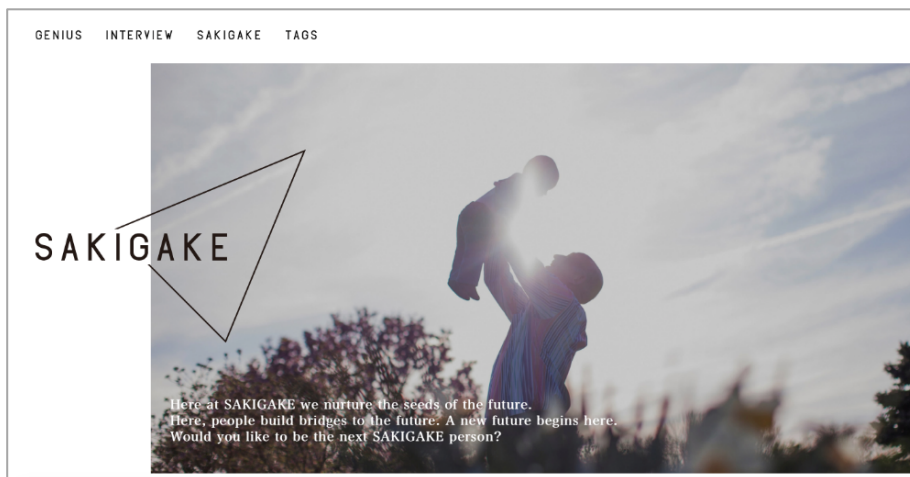 GENIUS INTERVIEW SAKIGAKE TAGS
SAKIGAKE
Here at SAKIGAKE we nurture the seeds of the future.
Here, people build bridges to the future. A new future begins here.
Would you like to be the next SAKIGAKE person?